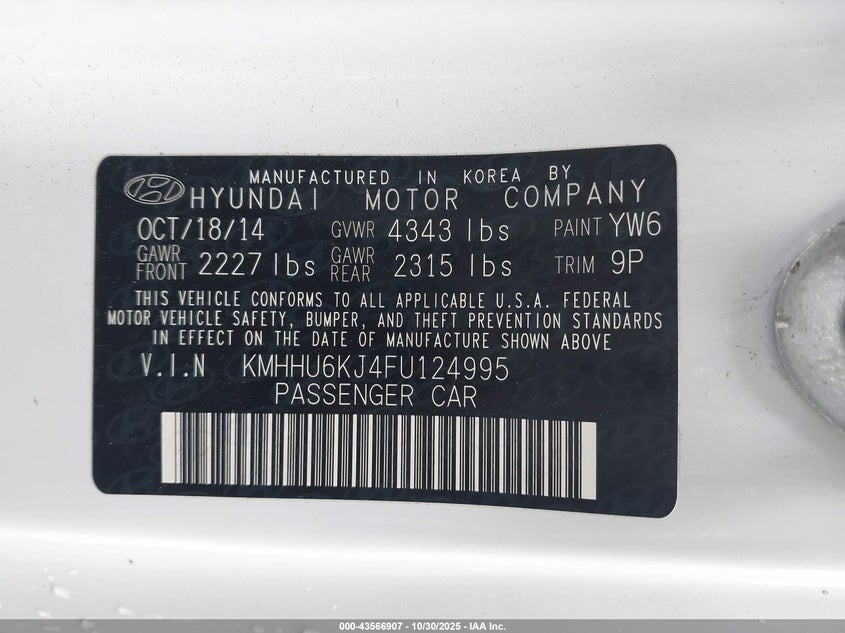 MANUFACTURED IN KOREA BY
HYUNDAI MOTOR COMPANY
OCT/18/14 GVWR 4343 lbs PAINT YW6
GAWR FRONT 2227 lbs GAWR REAR 2315 lbs TRIM 9P
THIS VEHICLE CONFORMS TO ALL APPLICABLE U.S.A. FEDERAL
MOTOR VEHICLE SAFETY, BUMPER, AND THEFT PREVENTION STANDARDS
IN EFFECT ON THE DATE OF MANUFACTURE SHOWN ABOVE
V.I.N KMHHU6KJ4FU124995
PASSENGER CAR
000-43566907 - 10/30/2025 - IAA Inc.